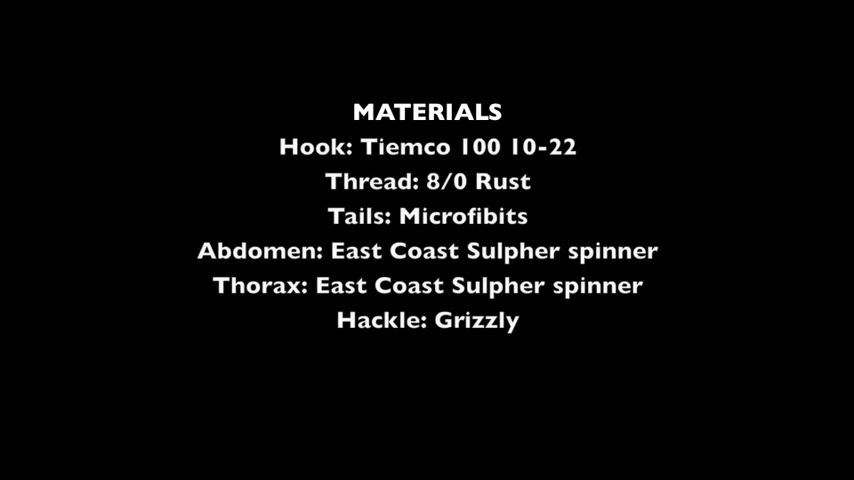 MATERIALS
Hook: Tiemco 100 10-22
Thread: 8/0 Rust
Tails: Microfibits
Abdomen: East Coast Sulpher spinner
Thorax: East Coast Sulpher spinner
Hackle: Grizzly